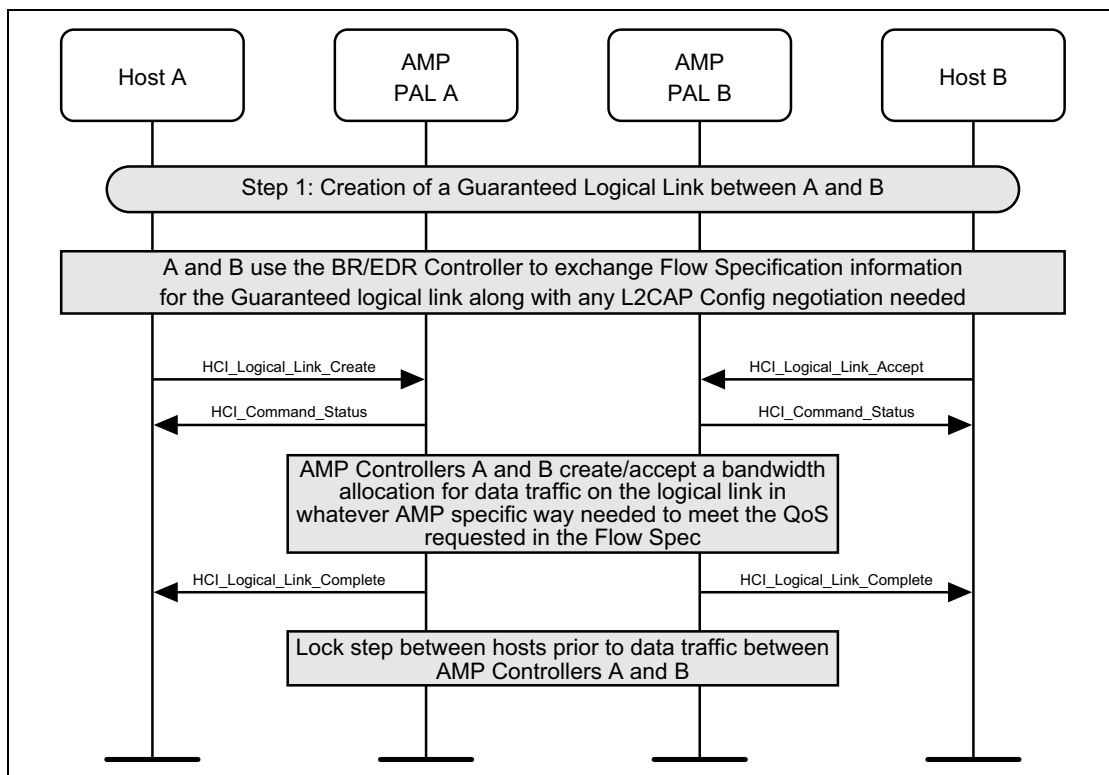 Host A
AMP
PAL A
AMP
PAL B
Host B
Step 1: Creation of a Guaranteed Logical Link between A and B
A and B use the BR/EDR Controller to exchange Flow Specification information
for the Guaranteed logical link along with any L2CAP Config negotiation needed
HCI_Logical_Link_Create
HCI_Logical_Link_Accept
HCI_Command_Status
HCI_Command_Status
AMP Controllers A and B create/accept a bandwidth
allocation for data traffic on the logical link in
whatever AMP specific way needed to meet the QoS
requested in the Flow Spec
HCI_Logical_Link_Complete
HCI_Logical_Link_Complete
Lock step between hosts prior to data traffic between
AMP Controllers A and B